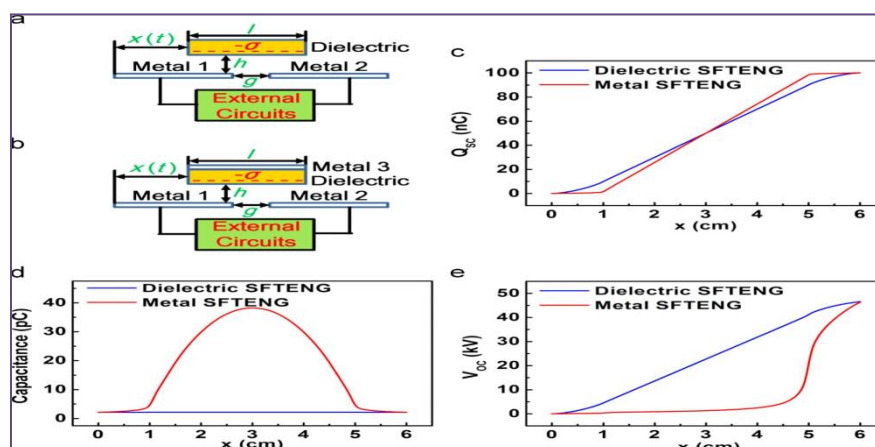 a
l
x(t)
-σ
Dielectric
Metal 1
h
Metal 2
g
External
Circuits
b
l
x(t)
Metal 3
-σ
Dielectric
Metal 1
h
Metal 2
g
External
Circuits
c
Dielectric SFTENG
Metal SFTENG
100
80
60
40
20
0
Qsc (nC)
0 1 2 3 4 5 6
x (cm)
d
Dielectric SFTENG
Metal SFTENG
40
30
20
10
0
Capacitance (pC)
0 1 2 3 4 5 6
x (cm)
e
Dielectric SFTENG
Metal SFTENG
50
40
30
20
10
0
Voc (kV)
0 1 2 3 4 5 6
x (cm)